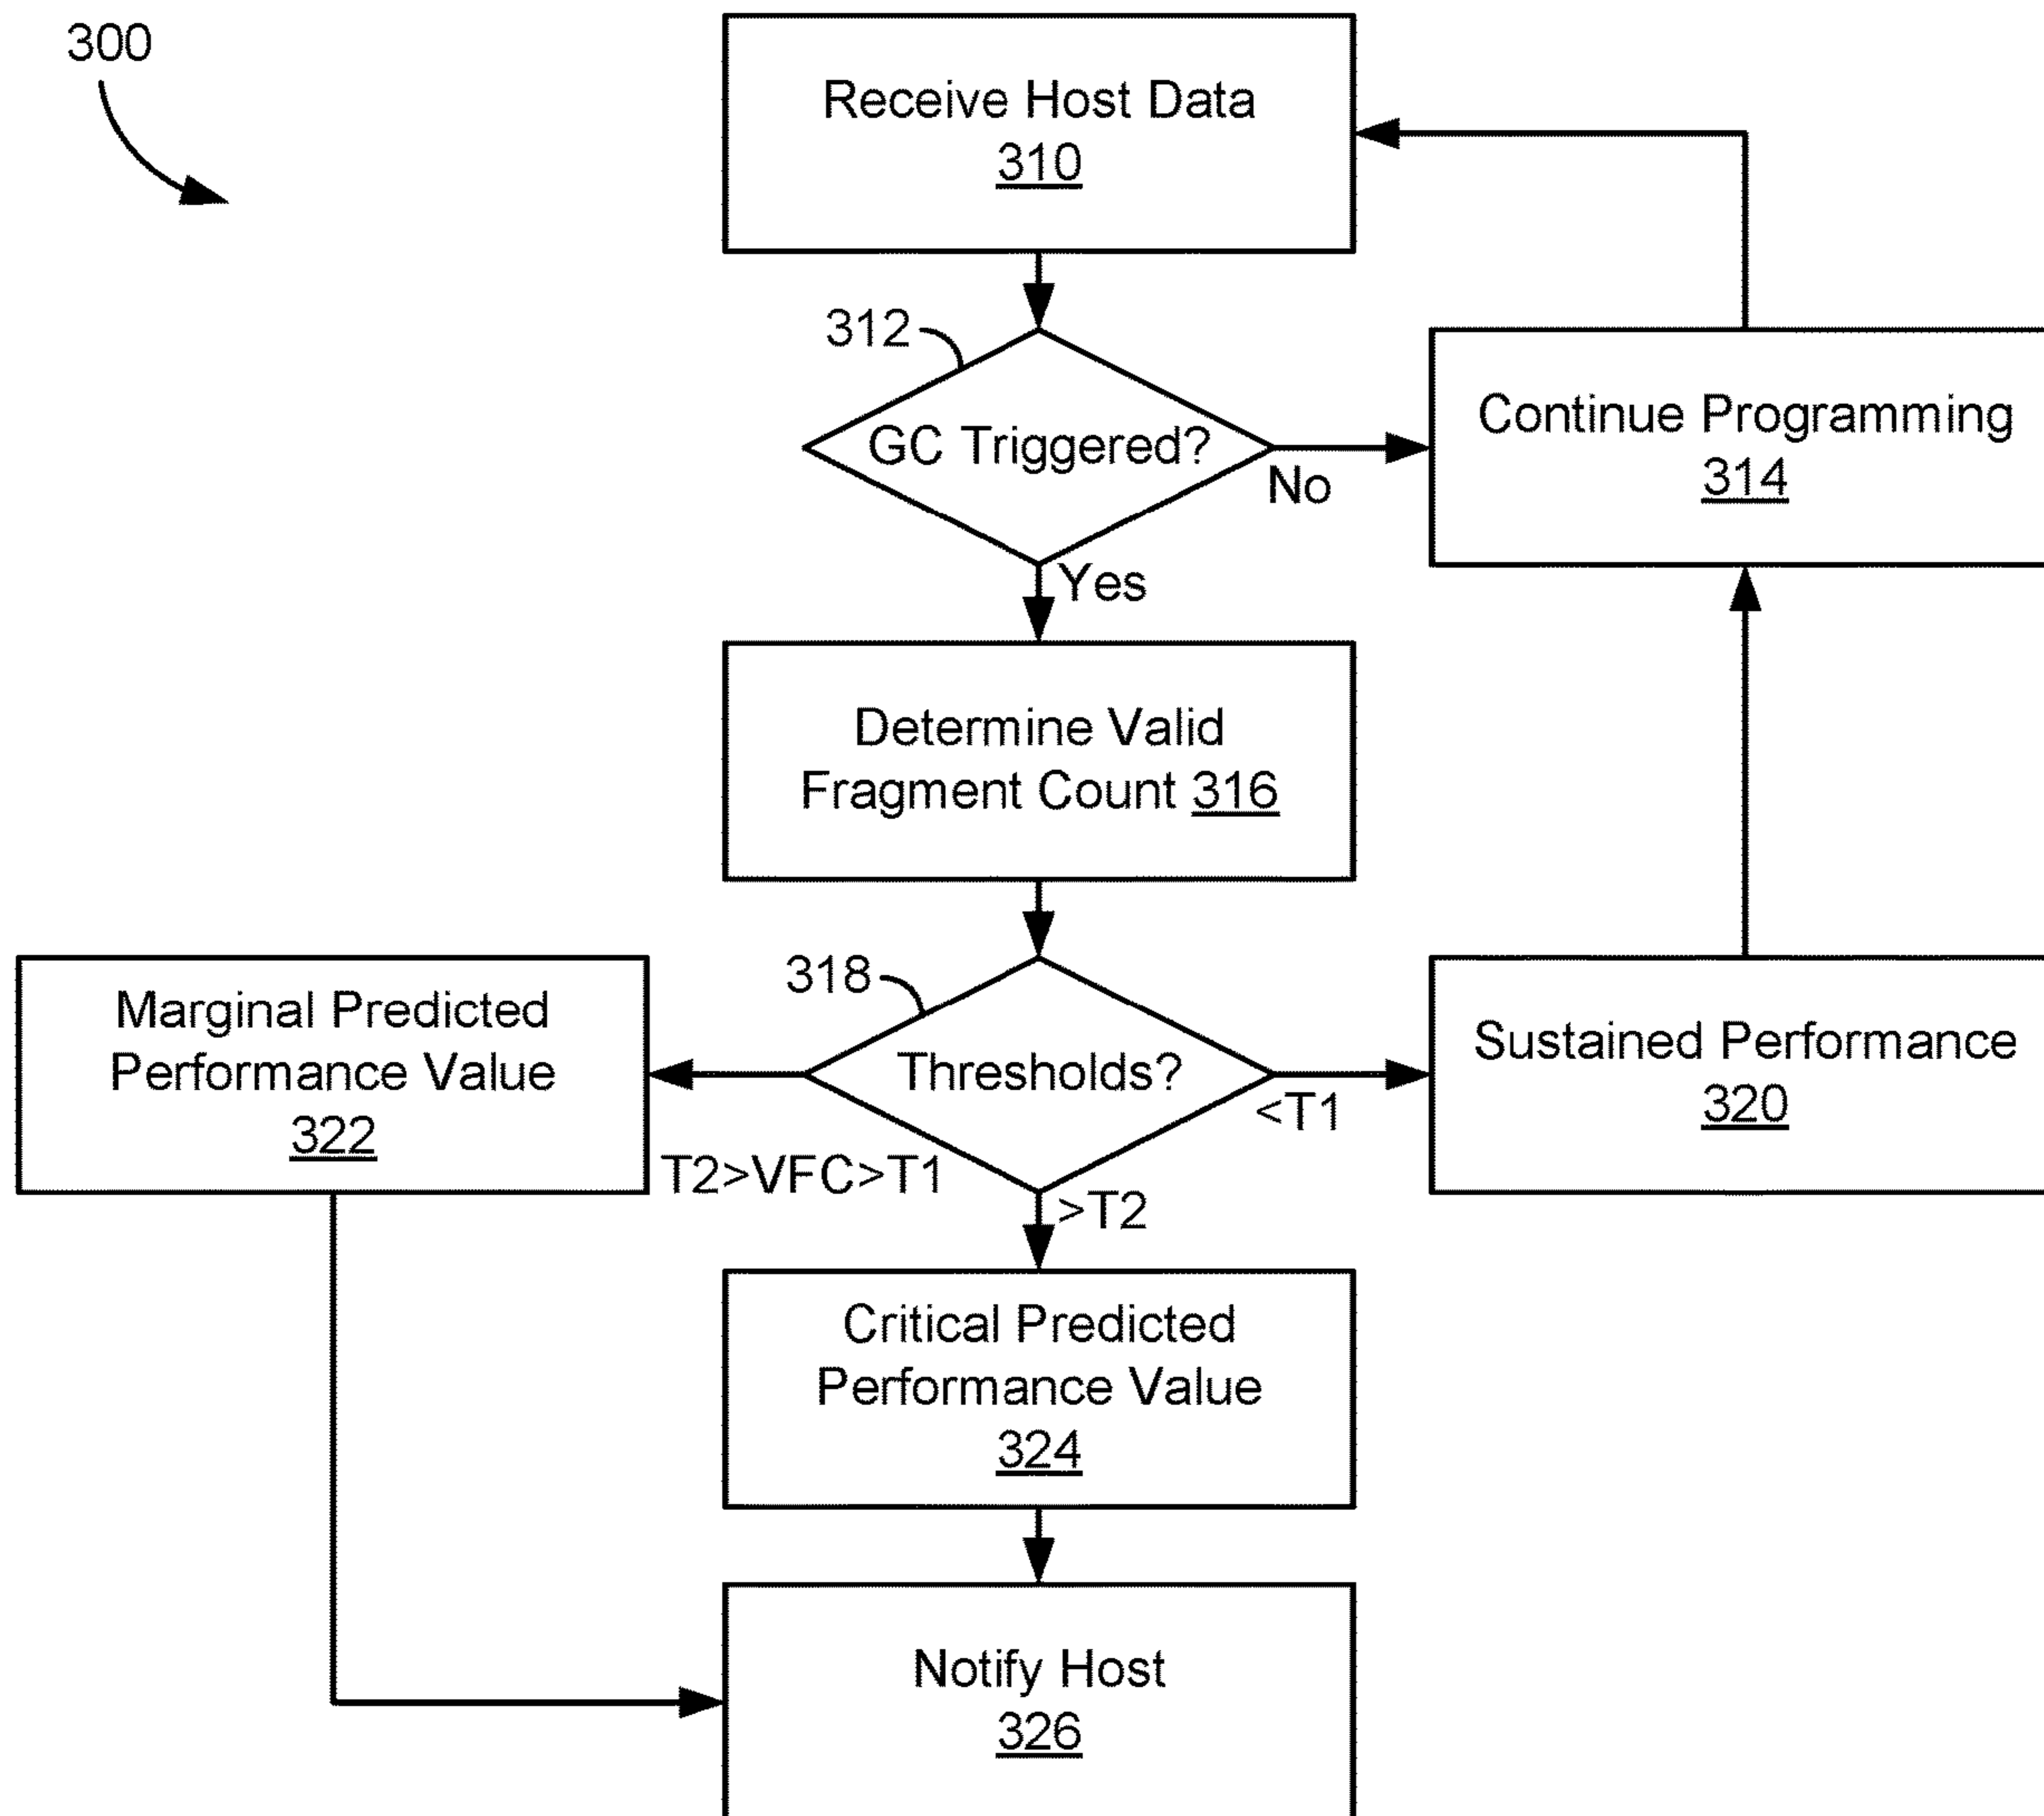 300
Receive Host Data
310
312
GC Triggered?
No
Yes
Continue Programming
314
Determine Valid
Fragment Count 316
318
Thresholds?
<T1
T2>VFC>T1
>T2
Marginal Predicted
Performance Value
322
Sustained Performance
320
Critical Predicted
Performance Value
324
Notify Host
326